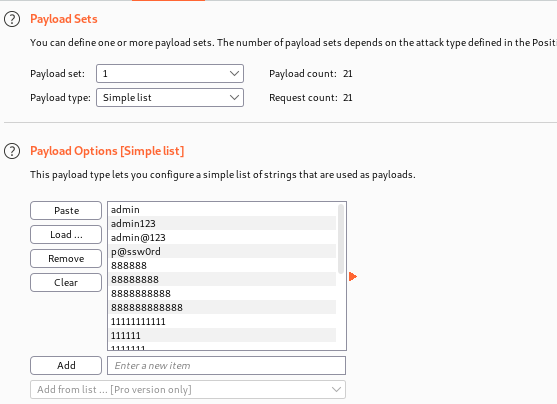 Payload Sets
You can define one or more payload sets. The number of payload sets depends on the attack type defined in the Posit
Payload set: 1 Payload count: 21
Payload type: Simple list Request count: 21
Payload Options [Simple list]
This payload type lets you configure a simple list of strings that are used as payloads.
Paste
Load ...
Remove
Clear
admin
admin123
admin@123
p@ssw0rd
888888
88888888
8888888888
888888888888
11111111111
111111
1111111
Add Enter a new item
Add from list ... [Pro version only]